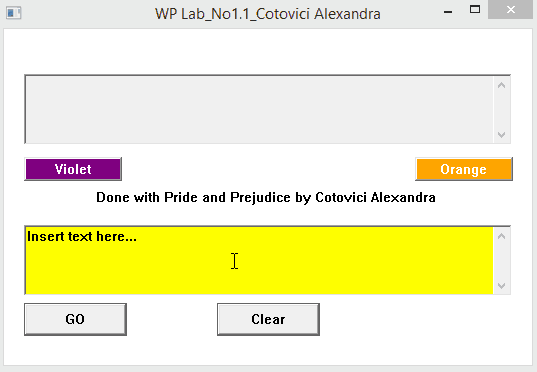 WP Lab_No1.1_Cotovici Alexandra
Violet
Orange
Done with Pride and Prejudice by Cotovici Alexandra
Insert text here...
GO
Clear